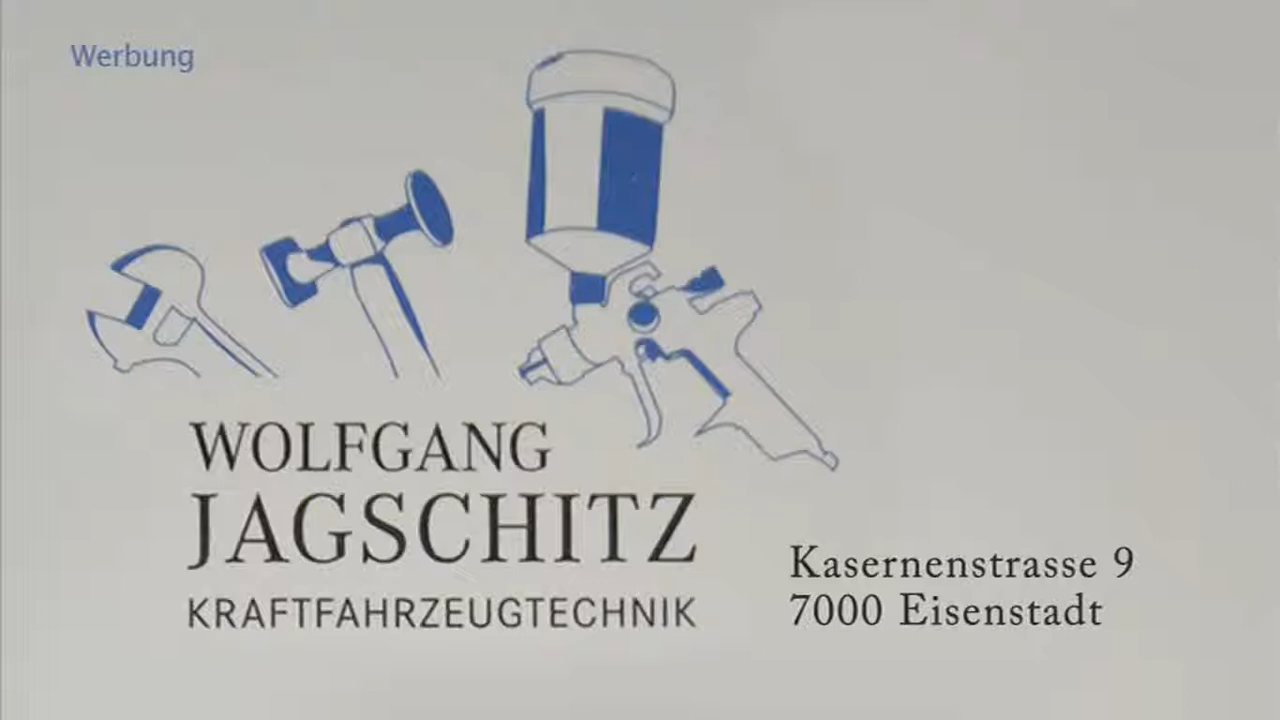 Werbung
WOLFGANG
JAGSCHITZ
KRAFTFAHRZEUGTECHNIK
Kasernenstrasse 9
7000 Eisenstadt